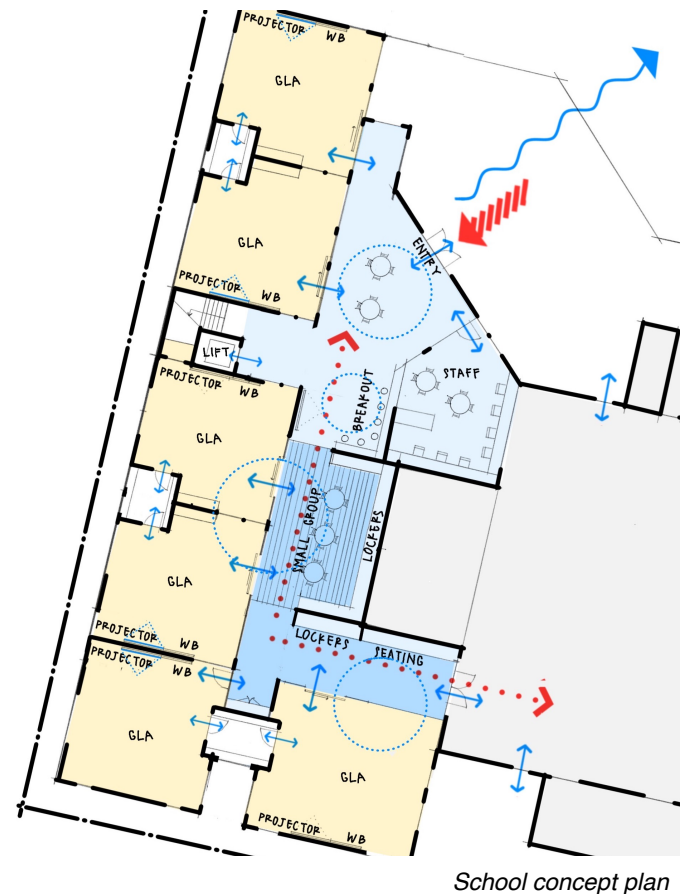 PROJECTOR WB
GLA
GLA
PROJECTOR WB
ENTRY
LIFT
STAFF
PROJECTOR WB
BREAKOUT
GLA
SMALL GROUP
LOCKERS
GLA
PROJECTOR WB
PROJECTOR WB
LOCKERS SEATING
GLA
GLA
PROJECTOR WB
School concept plan